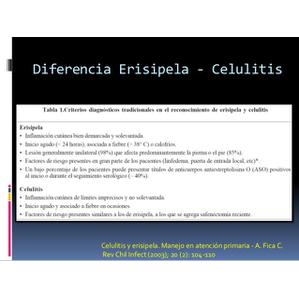 Diferencia Erisipela - Celulitis
Tabla 1.Criterios diagnósticos tradicionales en el reconocimiento de erisipela y celulitis
Erisipela
• Inflamación cutánea bien demarcada y solevantada.
• Inicio agudo (< 24 horas), asociada a fiebre (> 38° C) o calofríos.
• Lesión generalmente unilateral (98%) que afecta predominantemente la pierna o el pie (85%).
• Factores de riesgo presentes en gran parte de los pacientes (linfedema, puerta de entrada local, etc)*.
• Un bajo porcentaje de los pacientes puede presentar títulos de anticuerpos antiestreptolisina O (ASO) positivos
al inicio o durante el seguimiento serológico (~ 40%).
Celulitis
• Inflamación cutánea de límites imprecisos y no solevantada.
• Inicio agudo y asociado a fiebre en ocasiones
• Factores de riesgo presentes similares a los de erisipela, a los que se agrega safenectomía reciente
Celulitis y erisipela. Manejo en atención primaria - A. Fica C.
Rev Chil Infect (2003); 20 (2): 104 -110